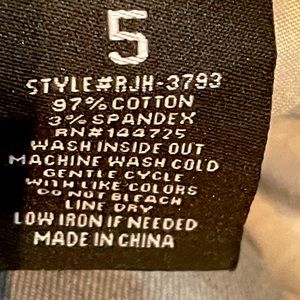 5
STYLE#RJH-3793
97% COTTON
3% SPANDEX
RN#144725
WASH INSIDE OUT
MACHINE WASH COLD
GENTLE CYCLE
WITH LIKE COLORS
DO NOT BLEACH
LINE DRY
LOW IRON IF NEEDED
MADE IN CHINA